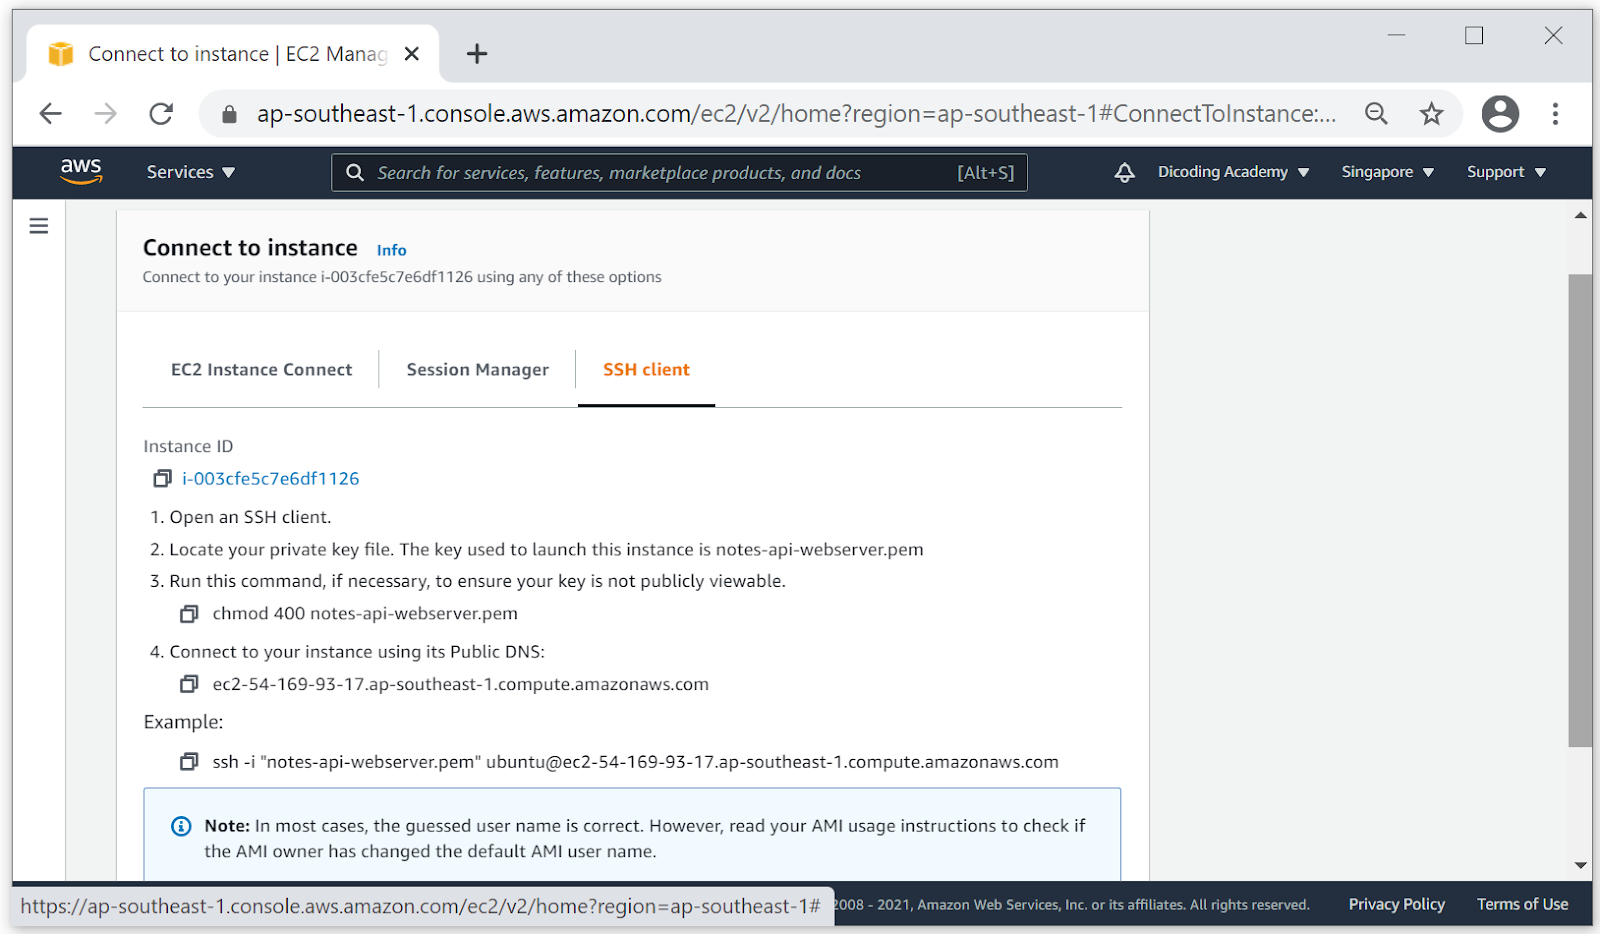 Connect to instance | EC2 Manag
ap-southeast-1.console.aws.amazon.com/ec2/v2/home?region=ap-southeast-1#ConnectToInstance:...
aws Services Search for services, features, marketplace products, and docs [Alt+S] Dicoding Academy Singapore Support
Connect to instance Info
Connect to your instance i-003cfe5c7e6df1126 using any of these options
EC2 Instance Connect Session Manager SSH client
Instance ID
i-003cfe5c7e6df1126
1. Open an SSH client.
2. Locate your private key file. The key used to launch this instance is notes-api-webserver.pem
3. Run this command, if necessary, to ensure your key is not publicly viewable.
chmod 400 notes-api-webserver.pem
4. Connect to your instance using its Public DNS:
ec2-54-169-93-17.ap-southeast-1.compute.amazonaws.com
Example:
ssh -i "notes-api-webserver.pem" ubuntu@ec2-54-169-93-17.ap-southeast-1.compute.amazonaws.com
Note: In most cases, the guessed user name is correct. However, read your AMI usage instructions to check if
the AMI owner has changed the default AMI user name.
https://ap-southeast-1.console.aws.amazon.com/ec2/v2/home?region=ap-southeast-1# 2008 - 2021, Amazon Web Services, Inc. or its affiliates. All rights reserved. Privacy Policy Terms of Use